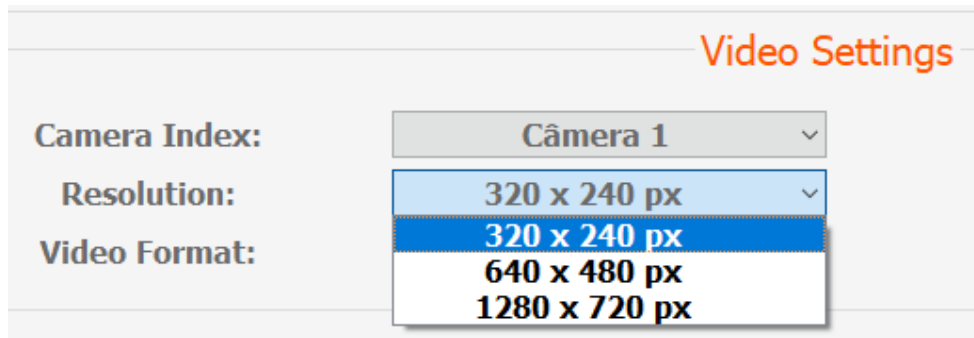 Video Settings
Camera Index: Câmera 1
Resolution: 320 x 240 px
320 x 240 px
Video Format:
640 x 480 px
1280 x 720 px